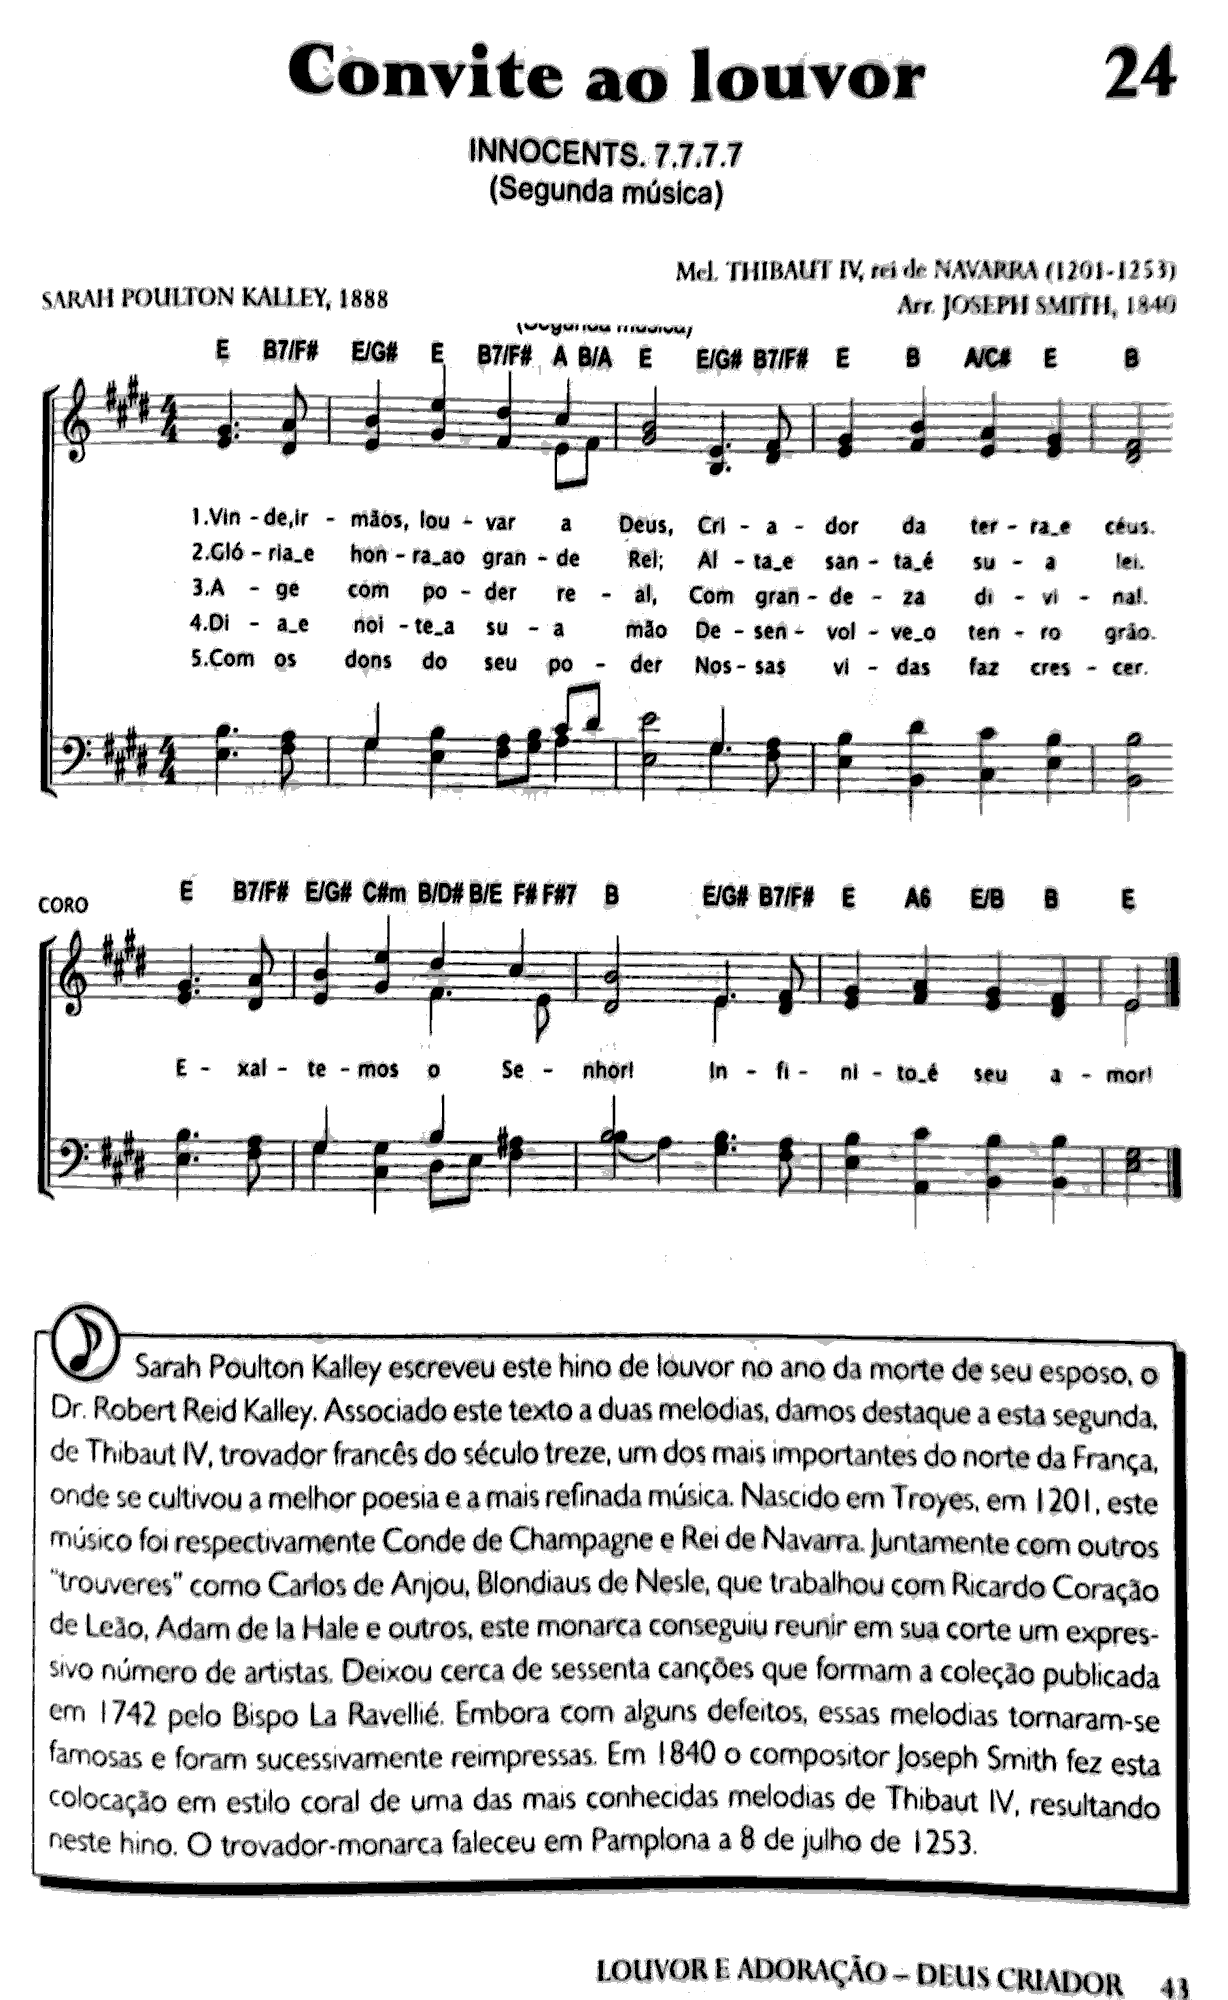 Convite ao louvor 24
INNOCENTS. 7.7.7.7
(Segunda música)
Mel. THIBAUT IV, rei de NAVARRA (1201-1253)
SARAH POULTON KALLEY, 1888
Arr. JOSEPH SMITH, 1840
(Segunda música)
E B7/F# E/G# E B7/F# A B/A E E/G# B7/F# E B A/C# E B
1.Vin - de,ir - mãos, lou - var a Deus, Cri - a - dor da ter - ra_e céus.
2.Gló - ria_e hon - ra_ao gran - de Rei; Al - ta_e san - ta_é su - a lei.
3.A - ge com po - der re - al, Com gran - de - za di - vi - nal.
4.Di - a_e noi - te_a su - a mão De - sen - vol - ve_o ten - ro grão.
5.Com os dons do seu po - der Nos - sas vi - das faz cres - cer.
CORO
E B7/F# E/G# C#m B/D# B/E F# F#7 B E/G# B7/F# E A6 E/B B E
E - xal - te - mos o Se - nhor! In - fi - ni - to_é seu a - mor!
Sarah Poulton Kalley escreveu este hino de louvor no ano da morte de seu esposo, o
Dr. Robert Reid Kalley. Associado este texto a duas melodias, damos destaque a esta segunda,
de Thibaut IV, trovador francês do século treze, um dos mais importantes do norte da França,
onde se cultivou a melhor poesia e a mais refinada música. Nascido em Troyes, em 1201, este
músico foi respectivamente Conde de Champagne e Rei de Navarra. Juntamente com outros
"trouveres" como Carlos de Anjou, Blondiaus de Nesle, que trabalhou com Ricardo Coração
de Leão, Adam de la Hale e outros, este monarca conseguiu reunir em sua corte um expres-
sivo número de artistas. Deixou cerca de sessenta canções que formam a coleção publicada
em 1742 pelo Bispo La Ravellié. Embora com alguns defeitos, essas melodias tornaram-se
famosas e foram sucessivamente reimpressas. Em 1840 o compositor Joseph Smith fez esta
colocação em estilo coral de uma das mais conhecidas melodias de Thibaut IV, resultando
neste hino. O trovador-monarca faleceu em Pamplona a 8 de julho de 1253.
LOUVOR E ADORAÇÃO – DEUS CRIADOR 43